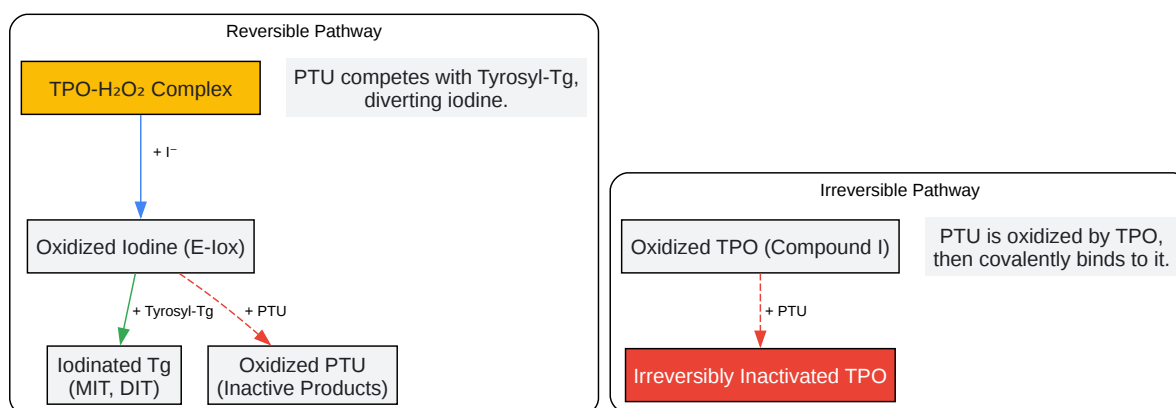 Reversible Pathway
TPO-H₂O₂ Complex
PTU competes with Tyrosyl-Tg,
diverting iodine.
+ I⁻
Oxidized Iodine (E-Iox)
+ Tyrosyl-Tg
+ PTU
Iodinated Tg
(MIT, DIT)
Oxidized PTU
(Inactive Products)
Irreversible Pathway
Oxidized TPO (Compound I)
PTU is oxidized by TPO,
then covalently binds to it.
+ PTU
Irreversibly Inactivated TPO